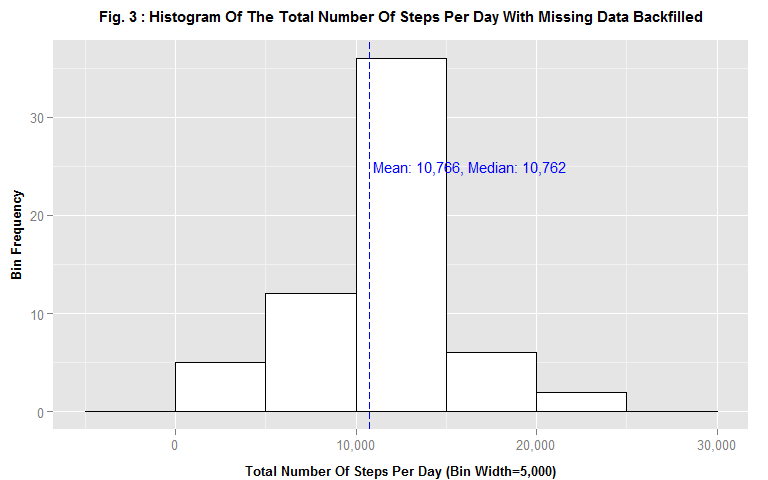 Fig. 3 : Histogram Of The Total Number Of Steps Per Day With Missing Data Backfilled
Bin Frequency
30
20
10
0
Mean: 10,766, Median: 10,762
0
10,000
20,000
30,000
Total Number Of Steps Per Day (Bin Width=5,000)